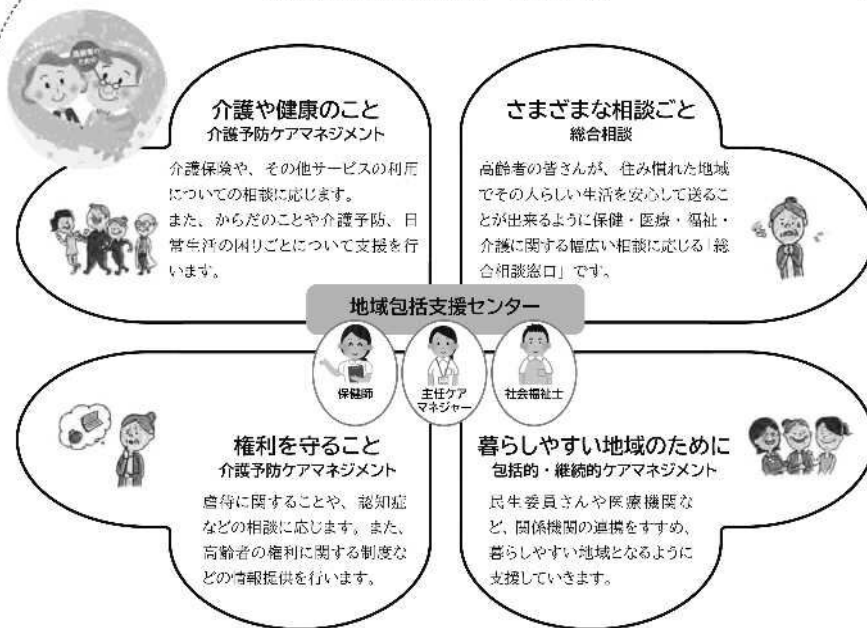 介護や健康のこと
介護予防ケアマネジメント
介護保険や、その他サービスの利用
についての相談に応じます。
また、からだのことや介護予防、日
常生活の困りごとについて支援を行
います。
さまざまな相談ごと
総合相談
高齢者の皆さんが、住み慣れた地域
でその人らしい生活を安心して送るこ
とが出来るように保健・医療・福祉・
介護に関する幅広い相談に応じる「総
合相談窓口」です。
地域包括支援センター
保健師
主任ケア
マネジャー
社会福祉士
権利を守ること
介護予防ケアマネジメント
虐待に関することや、認知症
などの相談に応じます。また、
高齢者の権利に関する制度な
どの情報提供を行います。
暮らしやすい地域のために
包括的・継続的ケアマネジメント
民生委員さんや医療機関な
ど、関係機関の連携をすすめ、
暮らしやすい地域となるように
支援していきます。